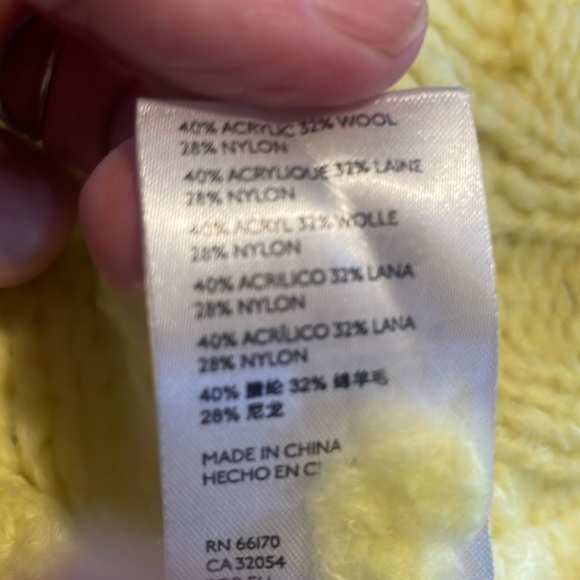 40% ACRYLIC 32% WOOL
28% NYLON
40% ACRYLIQUE 32% LAINE
28% NYLON
40% ACRYL 32% WOLLE
28% NYLON
40% ACRILICO 32% LANA
28% NYLON
40% ACRÍLICO 32% LANA
28% NYLON
40% 腈纶 32% 绵羊毛
28% 尼龙
MADE IN CHINA
HECHO EN
RN 66170
CA 32054